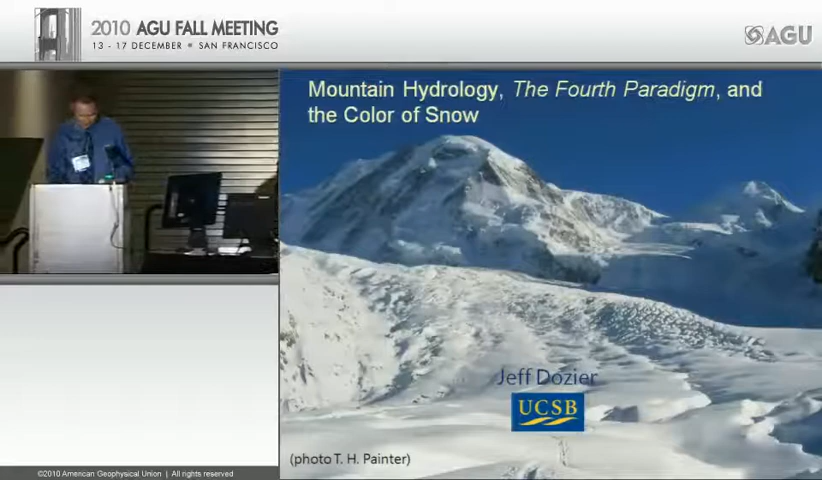 2010 AGU FALL MEETING
13 - 17 DECEMBER • SAN FRANCISCO
AGU
Mountain Hydrology, The Fourth Paradigm, and
the Color of Snow
Jeff Dozier
UCSB
(photo T. H. Painter)
©2010 American Geophysical Union | All rights reserved